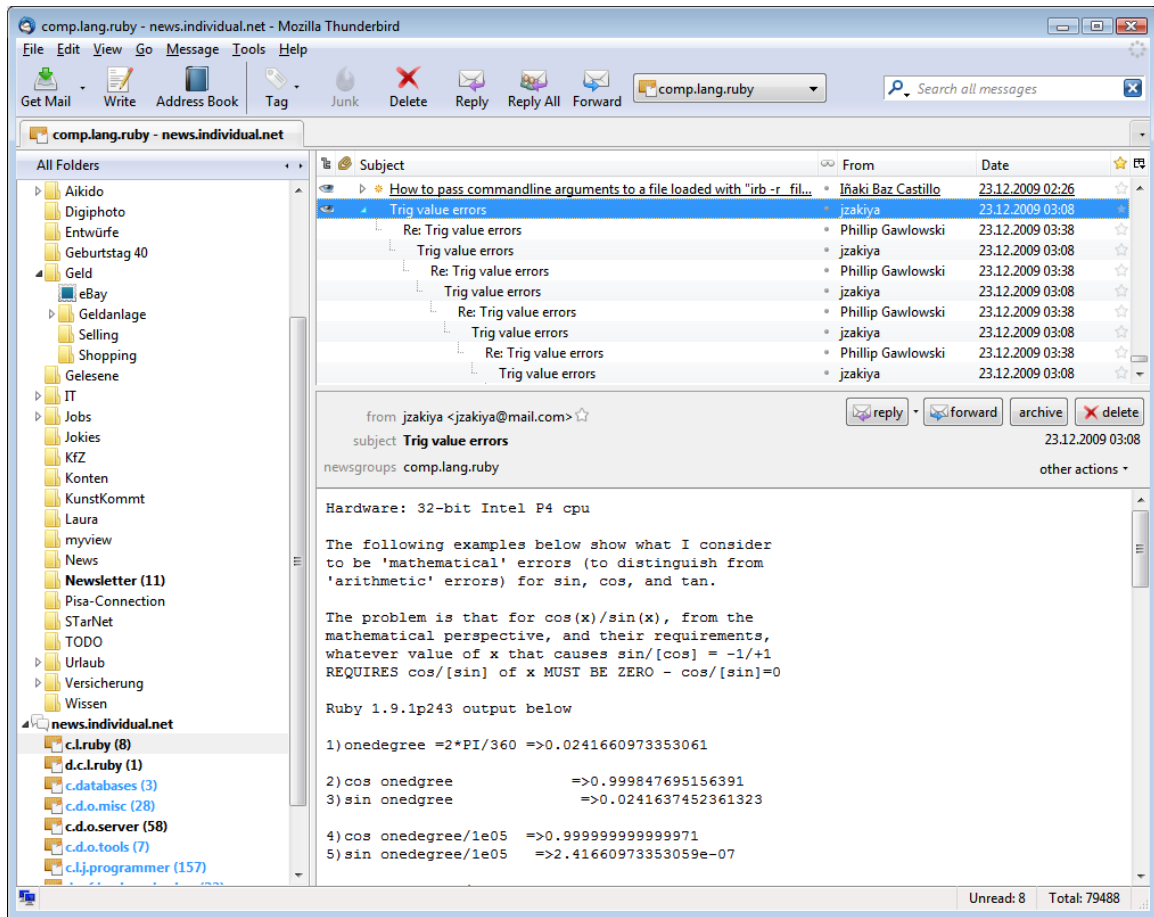 comp.lang.ruby - news.individual.net - Mozilla Thunderbird
File Edit View Go Message Tools Help
Get Mail Write Address Book Tag Junk Delete Reply Reply All Forward comp.lang.ruby Search all messages
comp.lang.ruby - news.individual.net
All Folders
Aikido
Digiphoto
Entwürfe
Geburtstag 40
Geld
eBay
Geldanlage
Selling
Shopping
Gelesene
IT
Jobs
Jokies
KfZ
Konten
KunstKommt
Laura
myview
News
Newsletter (11)
Pisa-Connection
STarNet
TODO
Urlaub
Versicherung
Wissen
news.individual.net
c.l.ruby (8)
d.c.l.ruby (1)
c.databases (3)
c.d.o.misc (28)
c.d.o.server (58)
c.d.o.tools (7)
c.l.j.programmer (157)
Subject From Date
How to pass commandline arguments to a file loaded with "irb -r_fil... Iñaki Baz Castillo 23.12.2009 02:26
Trig value errors jzakiya 23.12.2009 03:08
Re: Trig value errors Phillip Gawlowski 23.12.2009 03:38
Trig value errors jzakiya 23.12.2009 03:08
Re: Trig value errors Phillip Gawlowski 23.12.2009 03:38
Trig value errors jzakiya 23.12.2009 03:08
Re: Trig value errors Phillip Gawlowski 23.12.2009 03:38
Trig value errors jzakiya 23.12.2009 03:08
Re: Trig value errors Phillip Gawlowski 23.12.2009 03:38
Trig value errors jzakiya 23.12.2009 03:08
from jzakiya <jzakiya@mail.com> reply forward archive delete
subject Trig value errors 23.12.2009 03:08
newsgroups comp.lang.ruby other actions
Hardware: 32-bit Intel P4 cpu
The following examples below show what I consider
to be 'mathematical' errors (to distinguish from
'arithmetic' errors) for sin, cos, and tan.
The problem is that for cos(x)/sin(x), from the
mathematical perspective, and their requirements,
whatever value of x that causes sin/[cos] = -1/+1
REQUIRES cos/[sin] of x MUST BE ZERO - cos/[sin]=0
Ruby 1.9.1p243 output below
1)onedegree =2*PI/360 =>0.0241660973353061
2)cos onedgree =>0.999847695156391
3)sin onedgree =>0.0241637452361323
4)cos onedegree/1e05 =>0.999999999999971
5)sin onedegree/1e05 =>2.41660973353059e-07
Unread: 8 Total: 79488